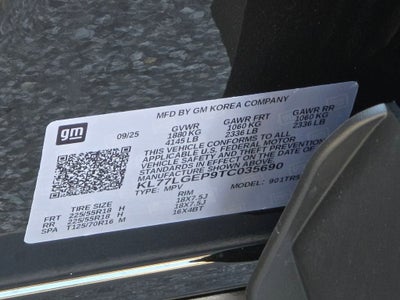 MFD BY GM KOREA COMPANY
gm
09/25 GVWR GAWR FRT GAWR RR
1880 KG 1060 KG 1060 KG
4145 LB 2336 LB 2336 LB
THIS VEHICLE CONFORMS TO ALL
APPLICABLE U.S. FEDERAL MOTOR
VEHICLE SAFETY AND THEFT PREVENTION
STANDARDS IN EFFECT ON THE DATE OF
MANUFACTURE SHOWN ABOVE.
KL77LGEP9TC035690
TYPE: MPV MODEL: 901TR5
TIRE SIZE RIM
FRT 225/55R18 H 18X7.5J
RR 225/55R18 H 18X7.5J
SPA T125/70R16 M 16X4BT